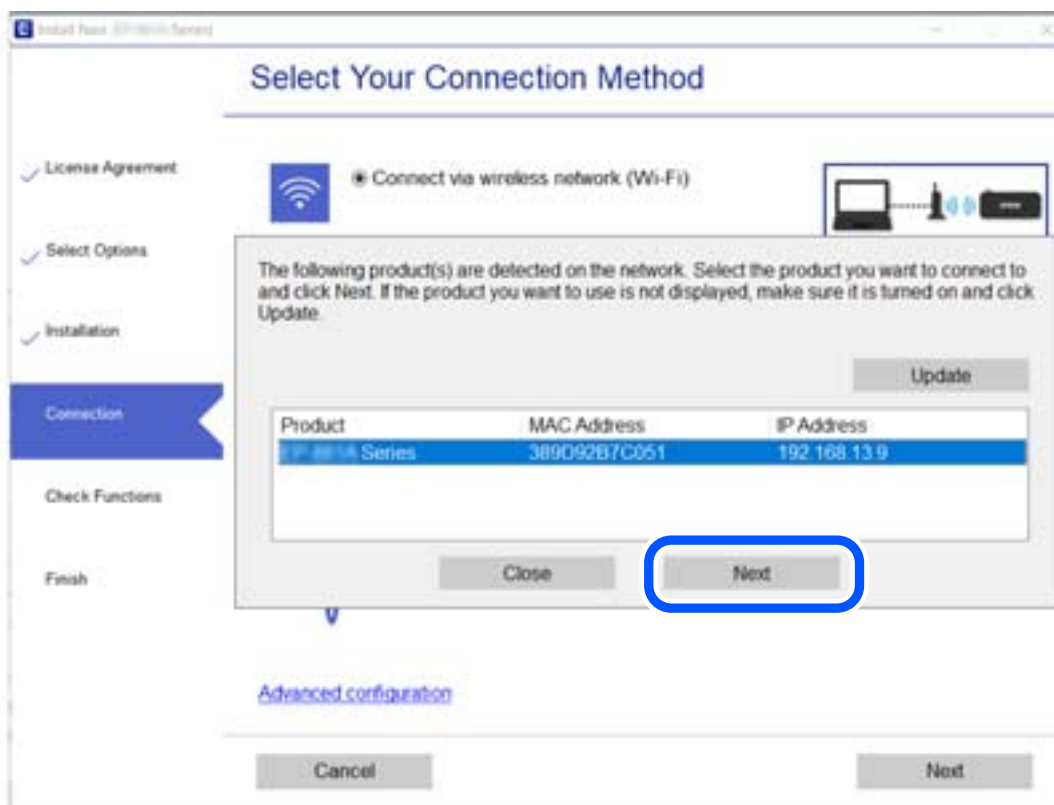 Install Navi
Select Your Connection Method
License Agreement
Connect via wireless network (Wi-Fi)
Select Options
The following product(s) are detected on the network. Select the product you want to connect to
and click Next. If the product you want to use is not displayed, make sure it is turned on and click
Update.
Installation
Update
Connection
Product MAC Address IP Address
Series 389D92B7C051 192.168.13.9
Check Functions
Close Next
Finish
Advanced configuration
Cancel Next